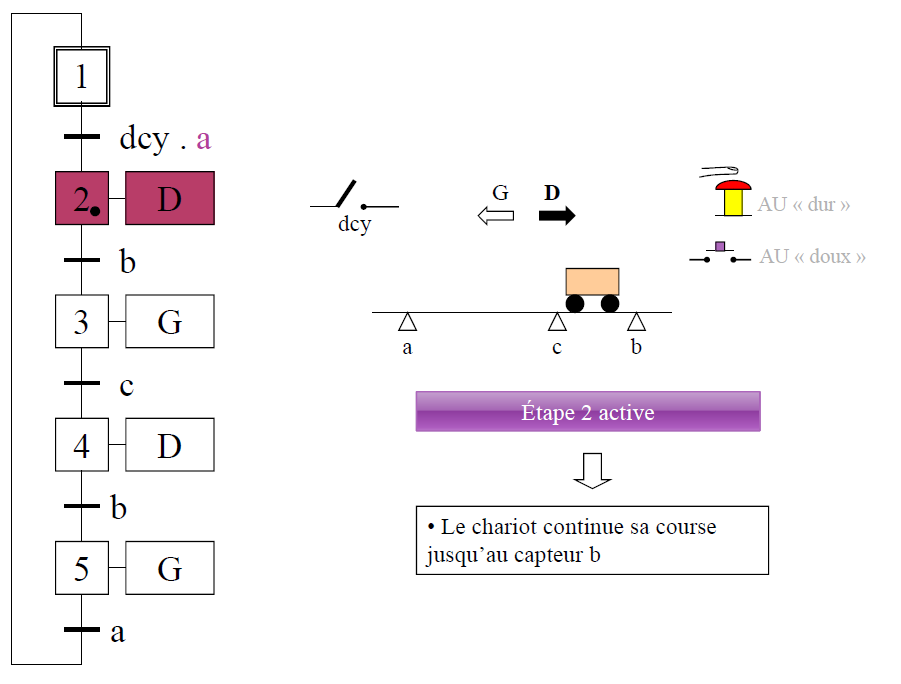 1
dcy . a
2 D
b
3 G
c
4 D
b
5 G
a
dcy
G D
AU « dur »
AU « doux »
a c b
Étape 2 active
• Le chariot continue sa course
jusqu’au capteur b